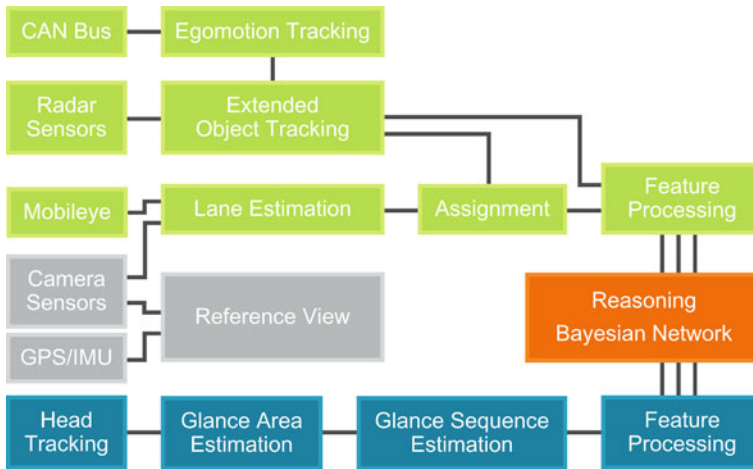 CAN Bus
Egomotion Tracking
Radar
Sensors
Extended
Object Tracking
Mobileye
Lane Estimation
Assignment
Feature
Processing
Camera
Sensors
Reference View
GPS/IMU
Reasoning
Bayesian Network
Head
Tracking
Glance Area
Estimation
Glance Sequence
Estimation
Feature
Processing